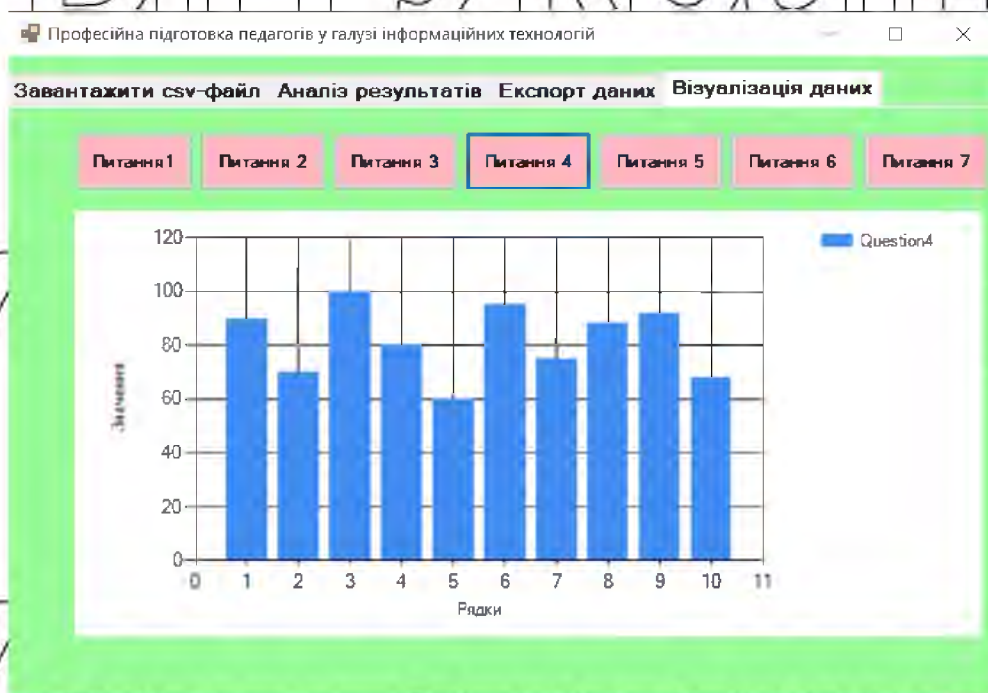 Професійна підготовка педагогів у галузі інформаційних технологій
Завантажити csv-файл Аналіз результатів Експорт даних Візуалізація даних
Питання1 Питання 2 Питання 3 Питання 4 Питання 5 Питання 6 Питання 7
Question4
120
100
80
60
40
20
0
Значення
0 1 2 3 4 5 6 7 8 9 10 11
Рядки